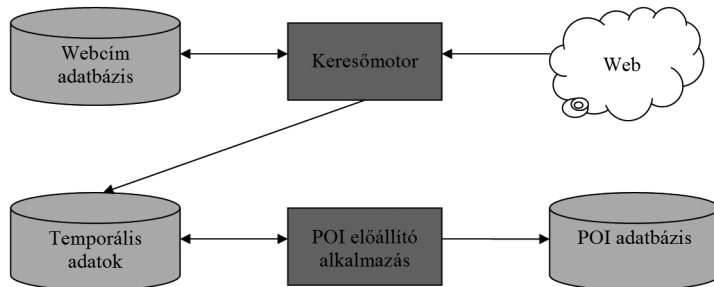 Webcím
adatbázis
Keresőmotor
Web
Temporális
adatok
POI előállító
alkalmazás
POI adatbázis